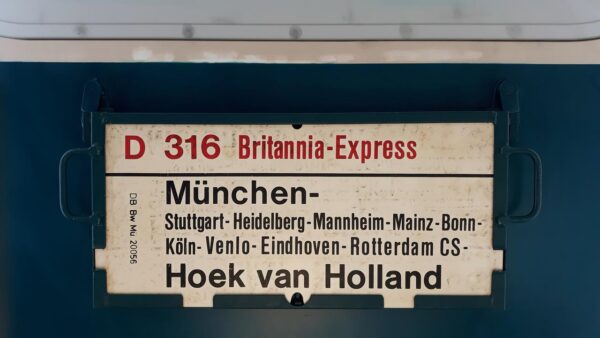 D 316 Britannia-Express
München-
Stuttgart-Heidelberg-Mannheim-Mainz-Bonn-
Köln-Venlo-Eindhoven-Rotterdam CS-
Hoek van Holland
DB Bw Mu 20056